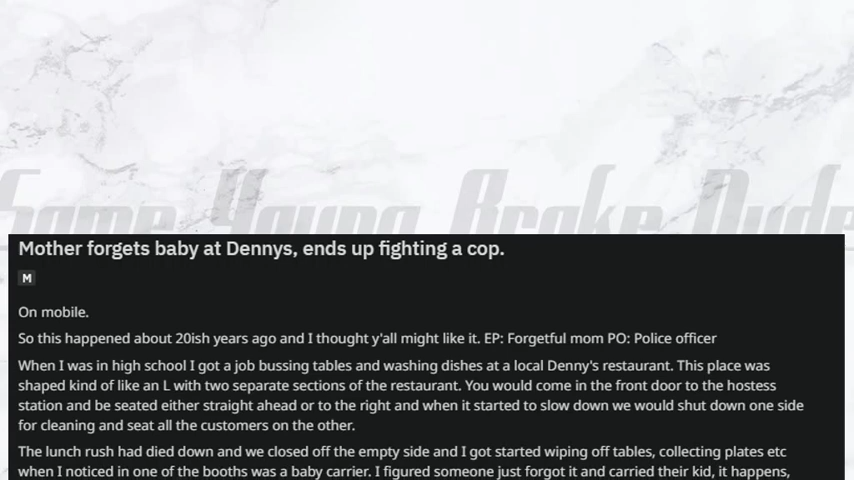 Some Young Broke Dude
Mother forgets baby at Dennys, ends up fighting a cop.
M
On mobile.
So this happened about 20ish years ago and I thought y'all might like it. EP: Forgetful mom PO: Police officer
When I was in high school I got a job bussing tables and washing dishes at a local Denny's restaurant. This place was
shaped kind of like an L with two separate sections of the restaurant. You would come in the front door to the hostess
station and be seated either straight ahead or to the right and when it started to slow down we would shut down one side
for cleaning and seat all the customers on the other.
The lunch rush had died down and we closed off the empty side and I got started wiping off tables, collecting plates etc
when I noticed in one of the booths was a baby carrier. I figured someone just forgot it and carried their kid, it happens,